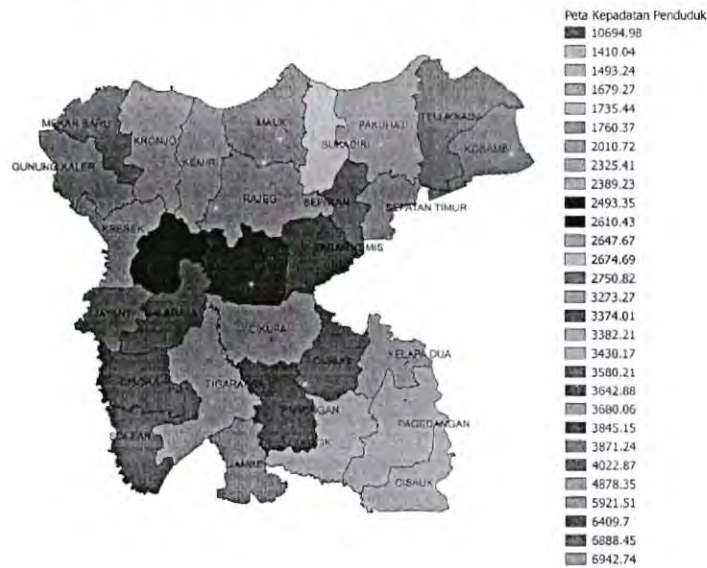 Peta Kepadatan Penduduk
10694.98
1410.04
1493.24
1679.27
1735.44
1760.37
2010.72
2325.41
2389.23
2493.35
2610.43
2647.67
2674.69
2750.82
3273.27
3374.01
3382.21
3430.17
3580.21
3642.88
3680.06
3845.15
3871.24
4022.87
4878.35
5921.51
6409.7
6888.45
6942.74
MEKAR BARU
KRONJO
MAUK
PAKUHAJI
TELUKNAGA
KOSAMBI
GUNUNG KALER
KEMIR
SUKADIRI
RAJEG
SEPATAN
SEPATAN TIMUR
KRESEK
MIS
JAYANTI
CIKUPA
KELAPA DUA
TIGARAKSA
PAGEDANGAN
SOLEAR
CISAUK